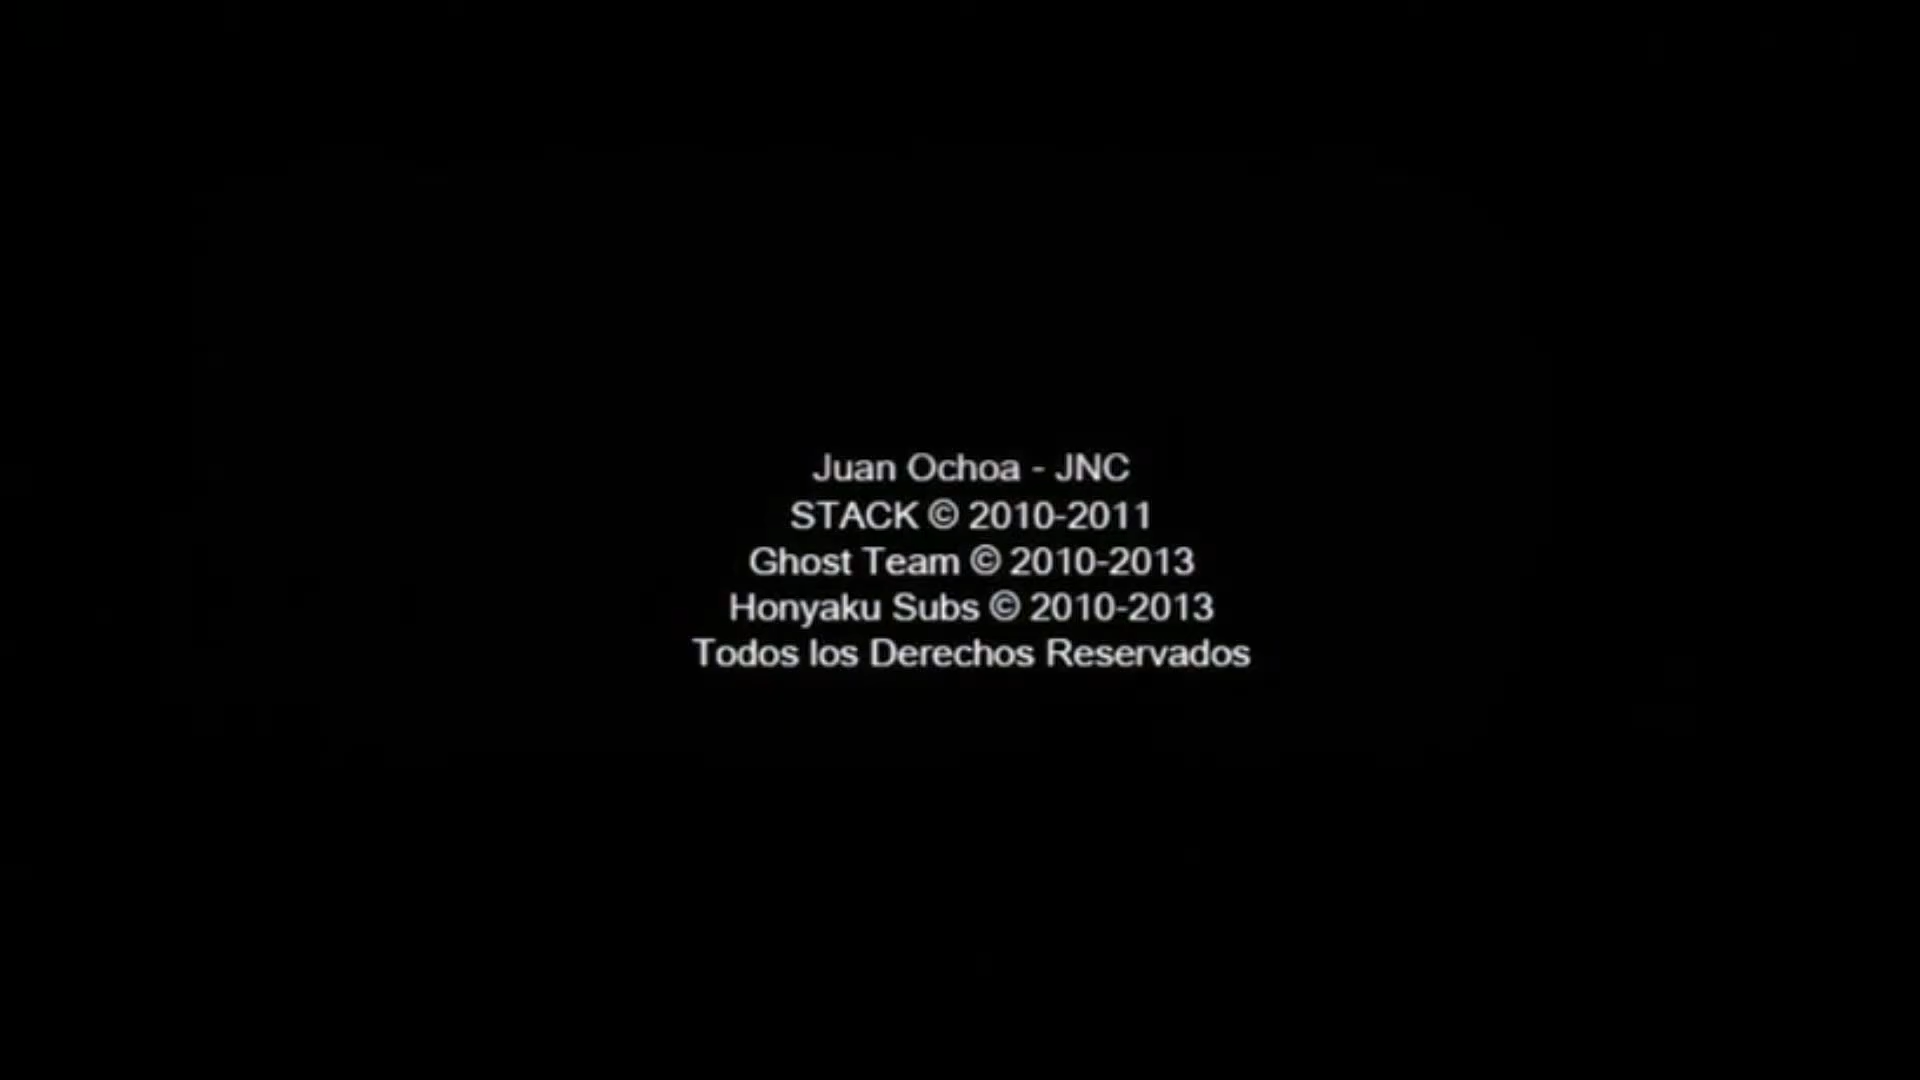 Juan Ochoa - JNC
STACK © 2010-2011
Ghost Team © 2010-2013
Honyaku Subs © 2010-2013
Todos los Derechos Reservados